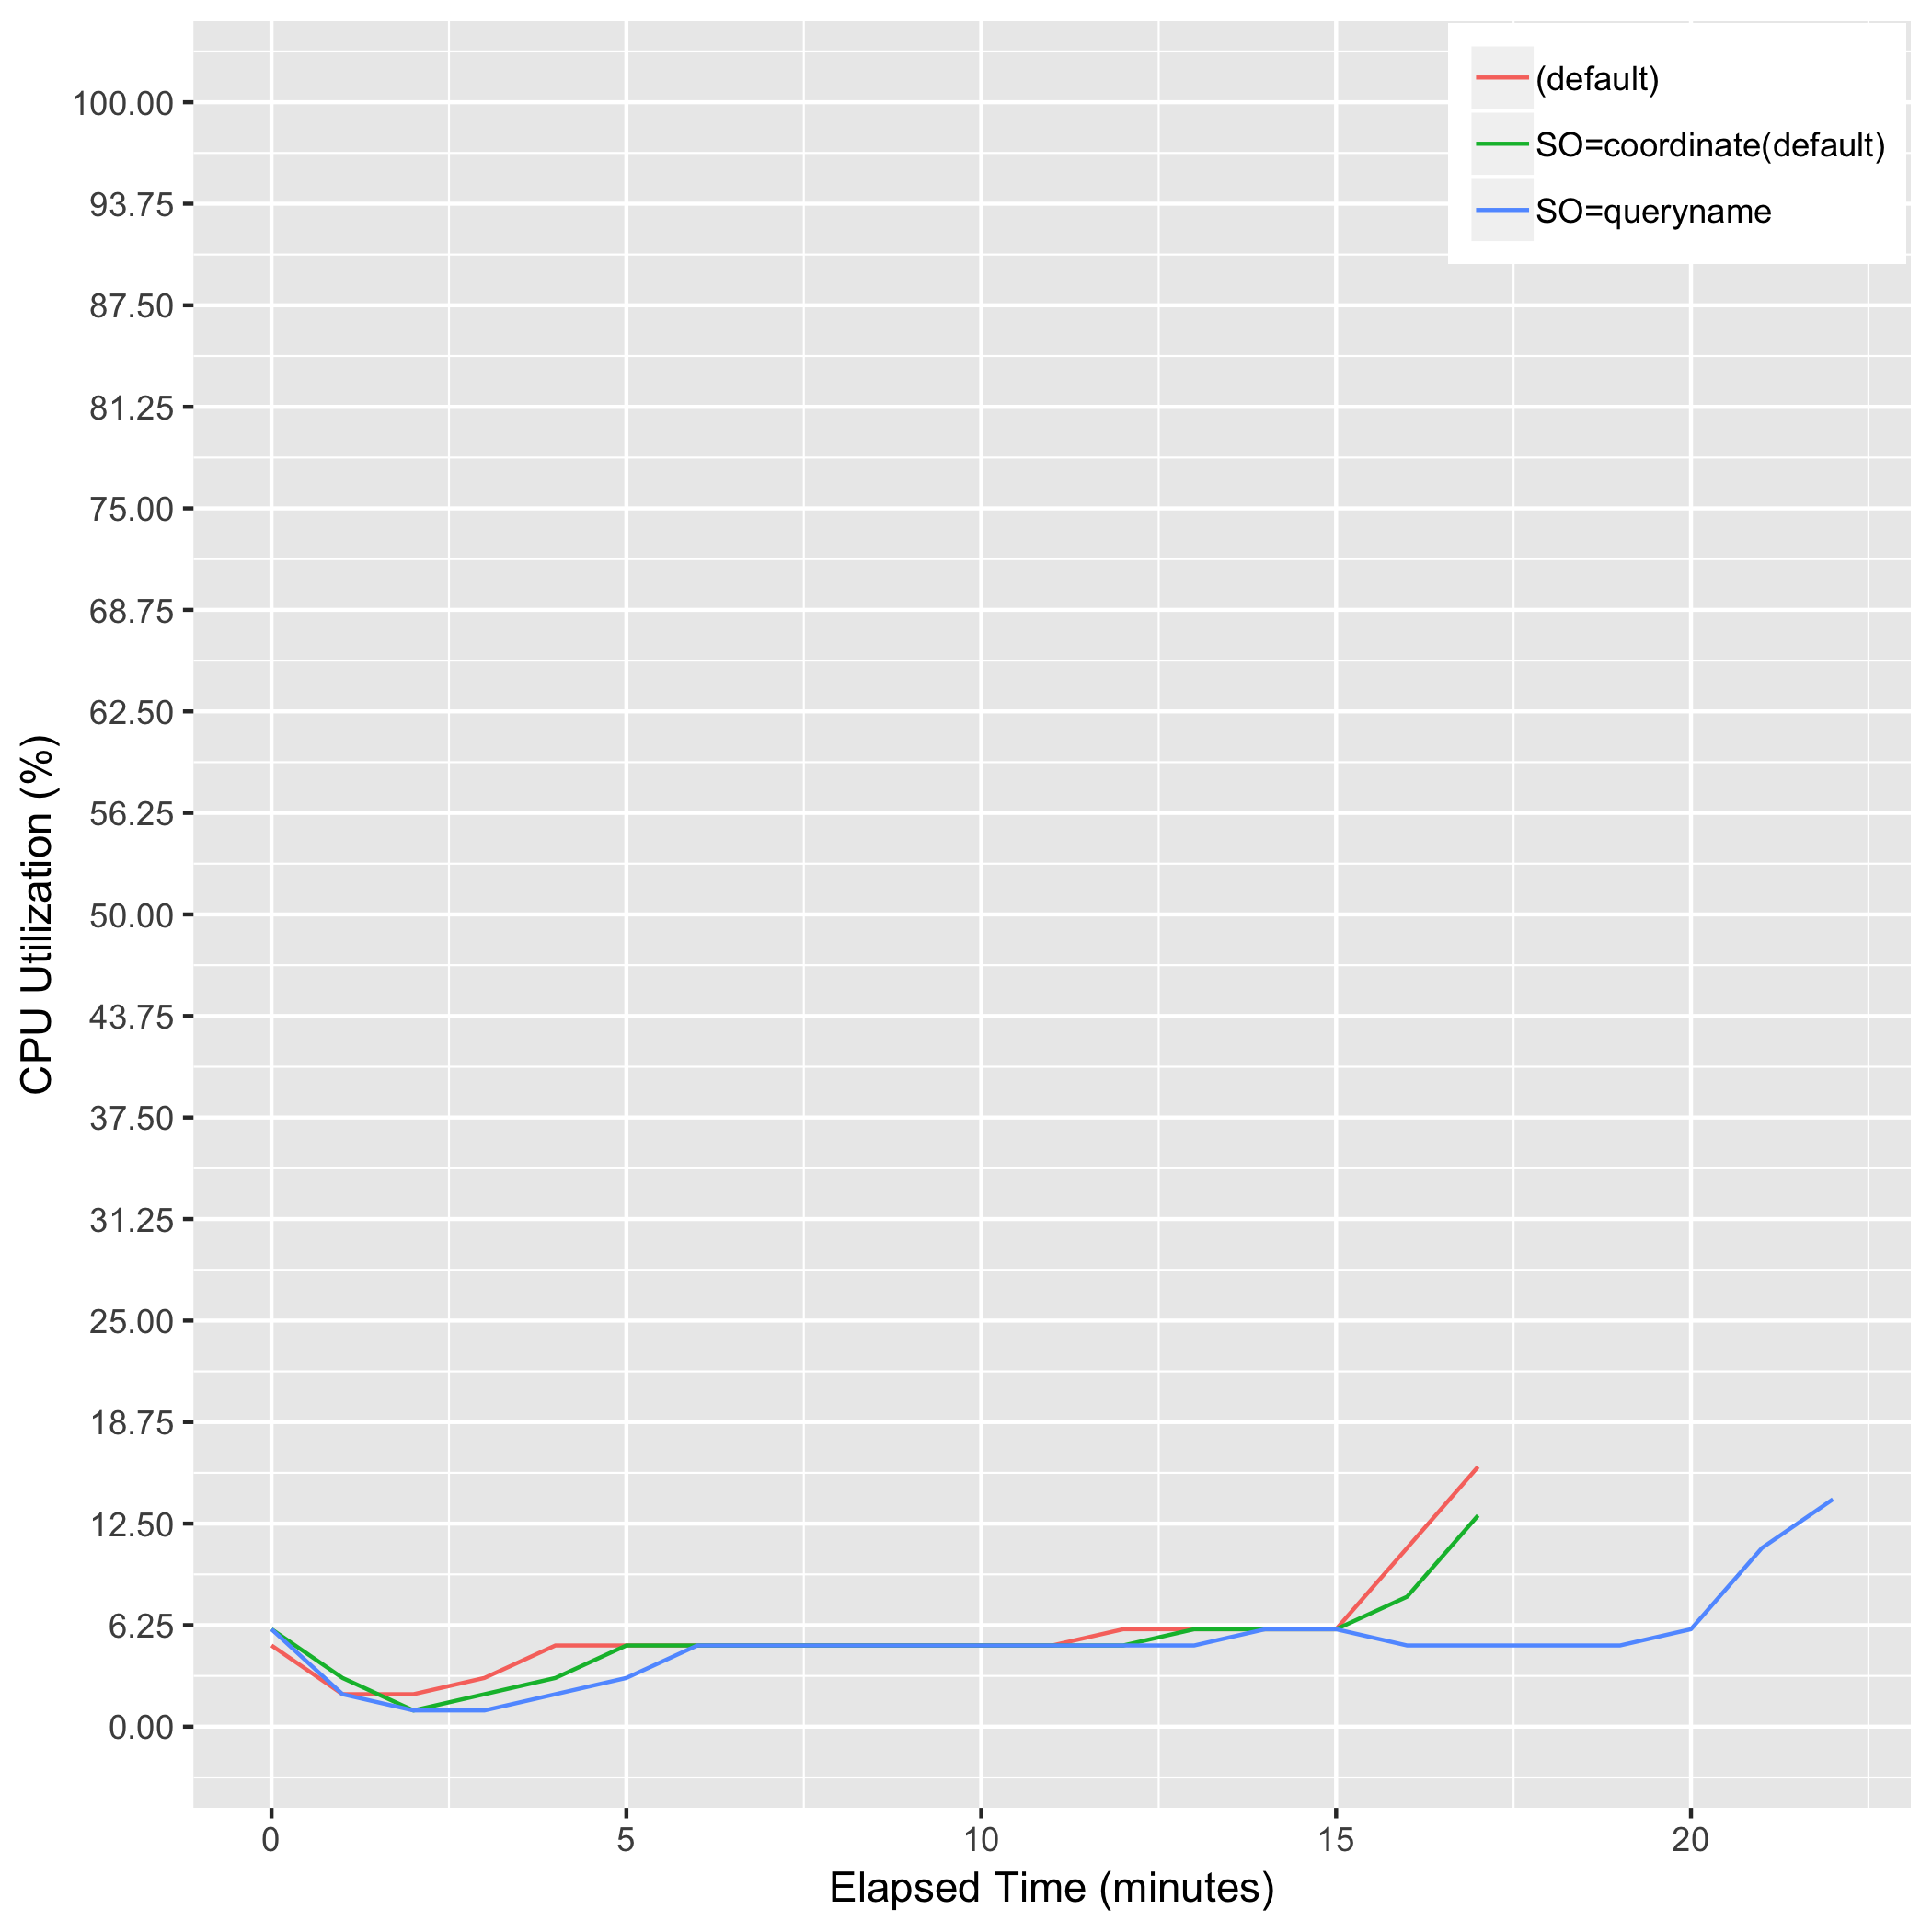 (default)
SO=coordinate(default)
SO=queryname
100.00
93.75
87.50
81.25
75.00
68.75
62.50
56.25
50.00
43.75
37.50
31.25
25.00
18.75
12.50
6.25
0.00
CPU Utilization (%)
0 5 10 15 20
Elapsed Time (minutes)